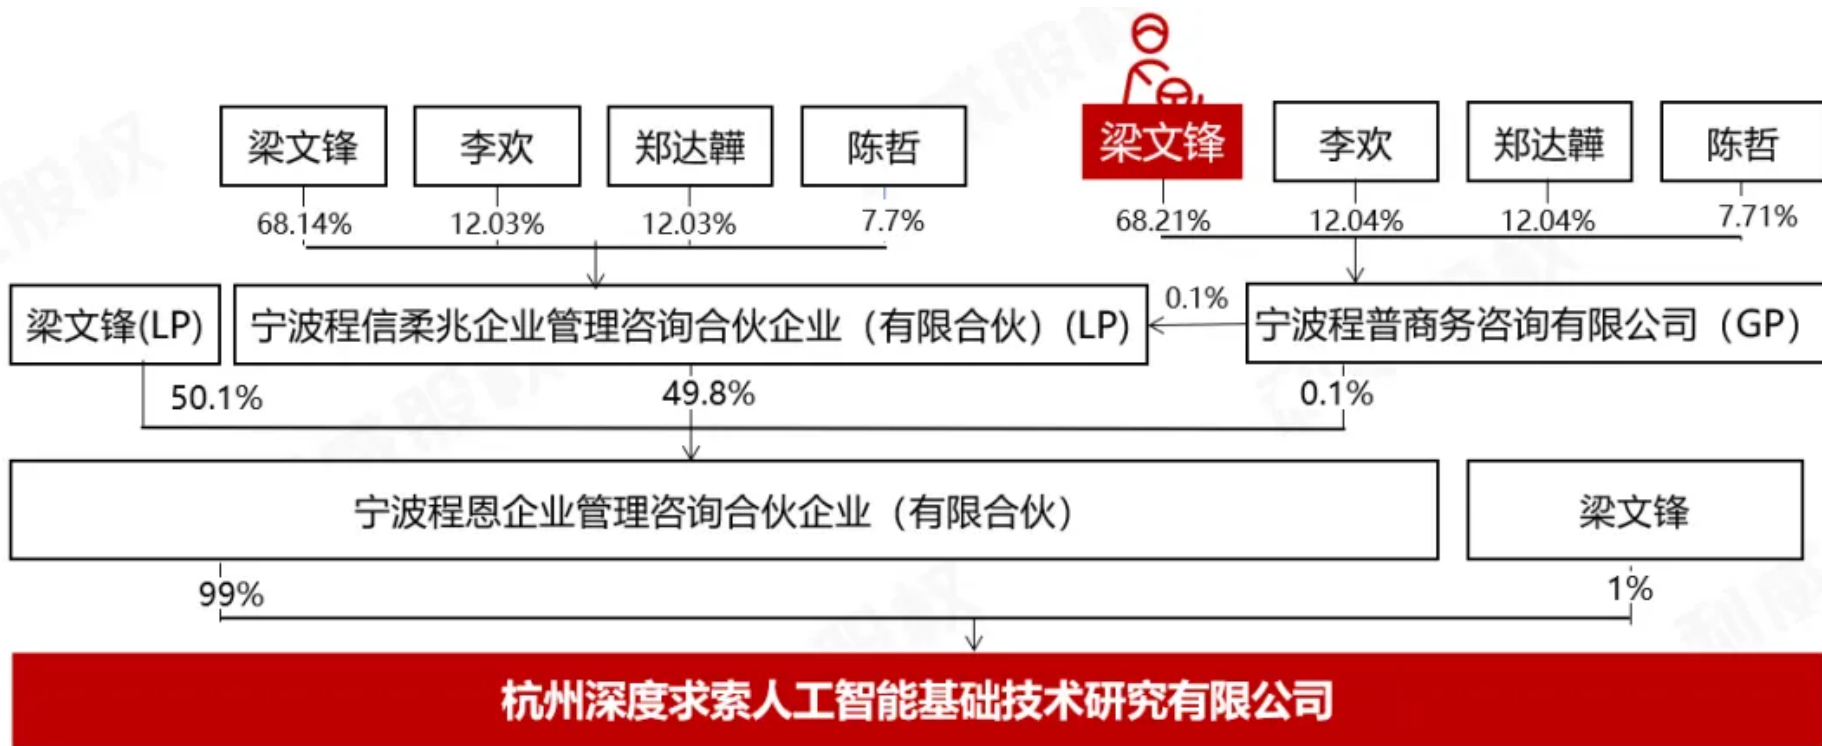 梁文锋 李欢 郑达韡 陈哲 梁文锋 李欢 郑达韡 陈哲
68.14% 12.03% 12.03% 7.7% 68.21% 12.04% 12.04% 7.71%
梁文锋(LP) 宁波程信柔兆企业管理咨询合伙企业（有限合伙）(LP) 0.1% 宁波程普商务咨询有限公司（GP）
50.1% 49.8% 0.1%
宁波程恩企业管理咨询合伙企业（有限合伙） 梁文锋
99% 1%
杭州深度求索人工智能基础技术研究有限公司